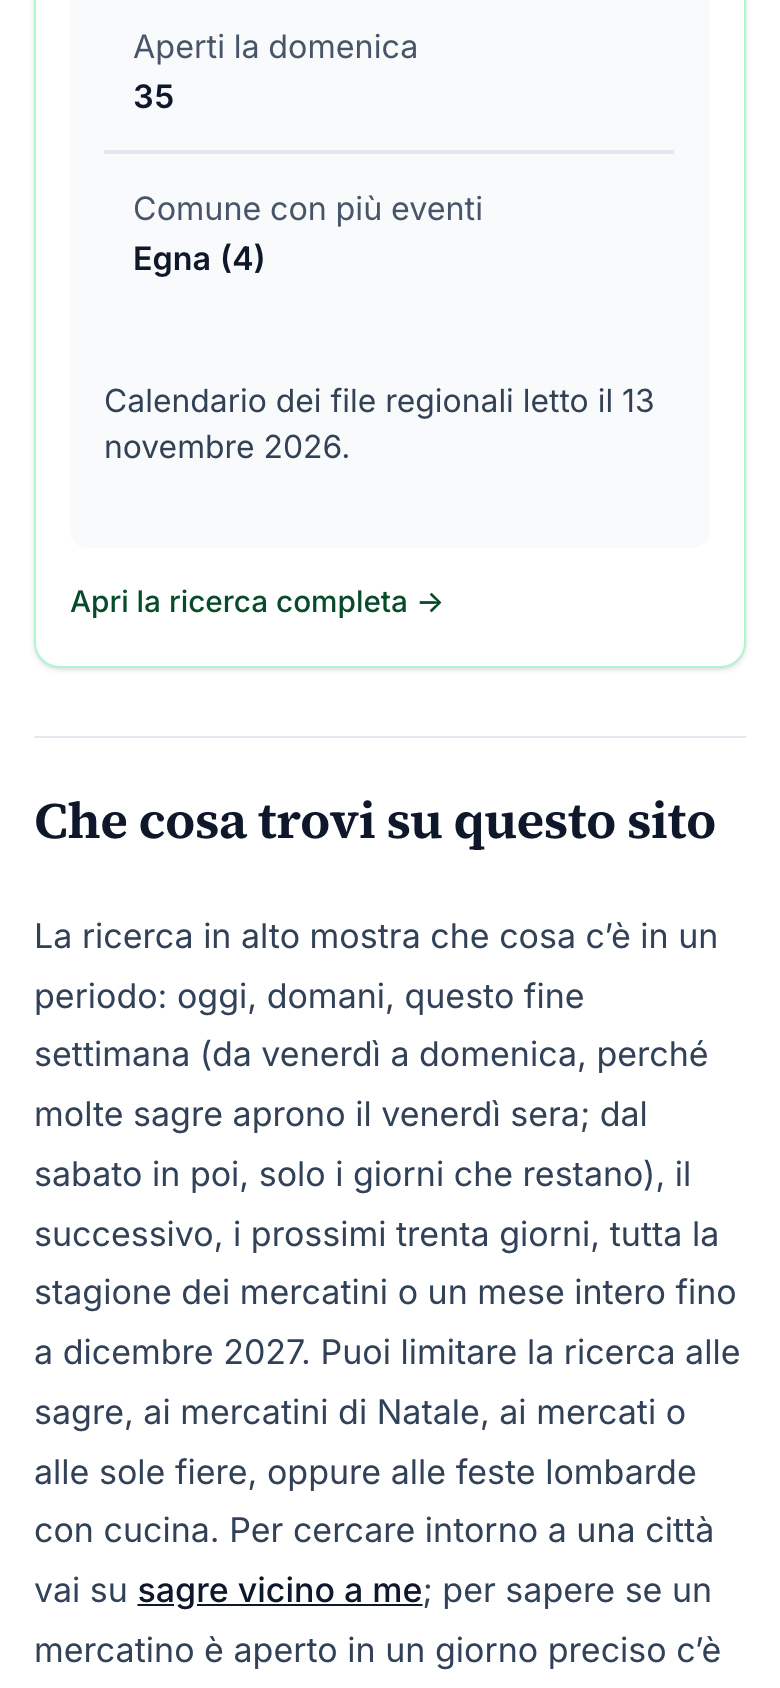 Aperti la domenica
35
Comune con più eventi
Egna (4)
Calendario dei file regionali letto il 13
novembre 2026.
Apri la ricerca completa →
Che cosa trovi su questo sito
La ricerca in alto mostra che cosa c’è in un
periodo: oggi, domani, questo fine
settimana (da venerdì a domenica, perché
molte sagre aprono il venerdì sera; dal
sabato in poi, solo i giorni che restano), il
successivo, i prossimi trenta giorni, tutta la
stagione dei mercatini o un mese intero fino
a dicembre 2027. Puoi limitare la ricerca alle
sagre, ai mercatini di Natale, ai mercati o
alle sole fiere, oppure alle feste lombarde
con cucina. Per cercare intorno a una città
vai su sagre vicino a me; per sapere se un
mercatino è aperto in un giorno preciso c’è